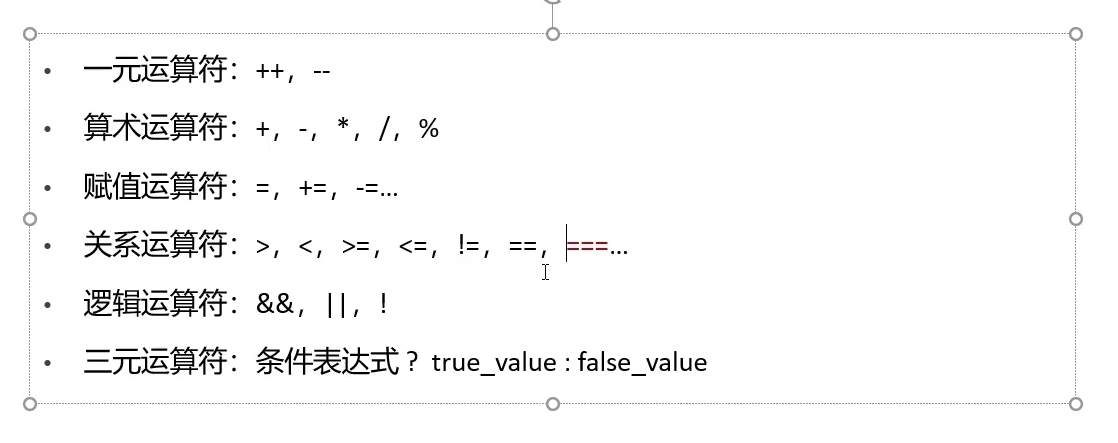 • 一元运算符：++，--
• 算术运算符：+，-，*，/，%
• 赋值运算符：=，+=，-=...
• 关系运算符：>，<，>=，<=，!=，==，===...
• 逻辑运算符：&&，||，!
• 三元运算符：条件表达式？true_value : false_value